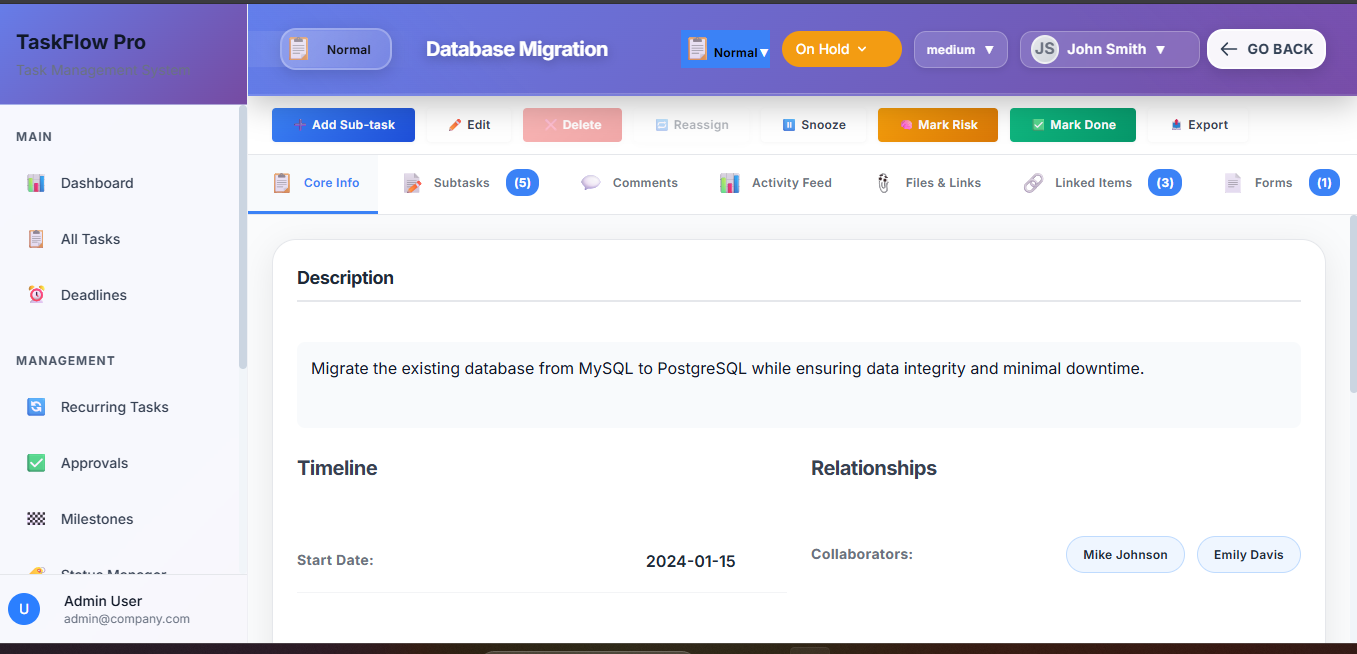 TaskFlow Pro
Task Management System
MAIN
Dashboard
All Tasks
Deadlines
MANAGEMENT
Recurring Tasks
Approvals
Milestones
Status Manager
U
Admin User
admin@company.com
Normal
Database Migration
Normal ▼
On Hold
medium ▼
JS John Smith ▼
← GO BACK
Add Sub-task
Edit
Delete
Reassign
Snooze
Mark Risk
Mark Done
Export
Core Info
Subtasks (5)
Comments
Activity Feed
Files & Links
Linked Items (3)
Forms (1)
Description
Migrate the existing database from MySQL to PostgreSQL while ensuring data integrity and minimal downtime.
Timeline
Start Date: 2024-01-15
Relationships
Collaborators: Mike Johnson Emily Davis